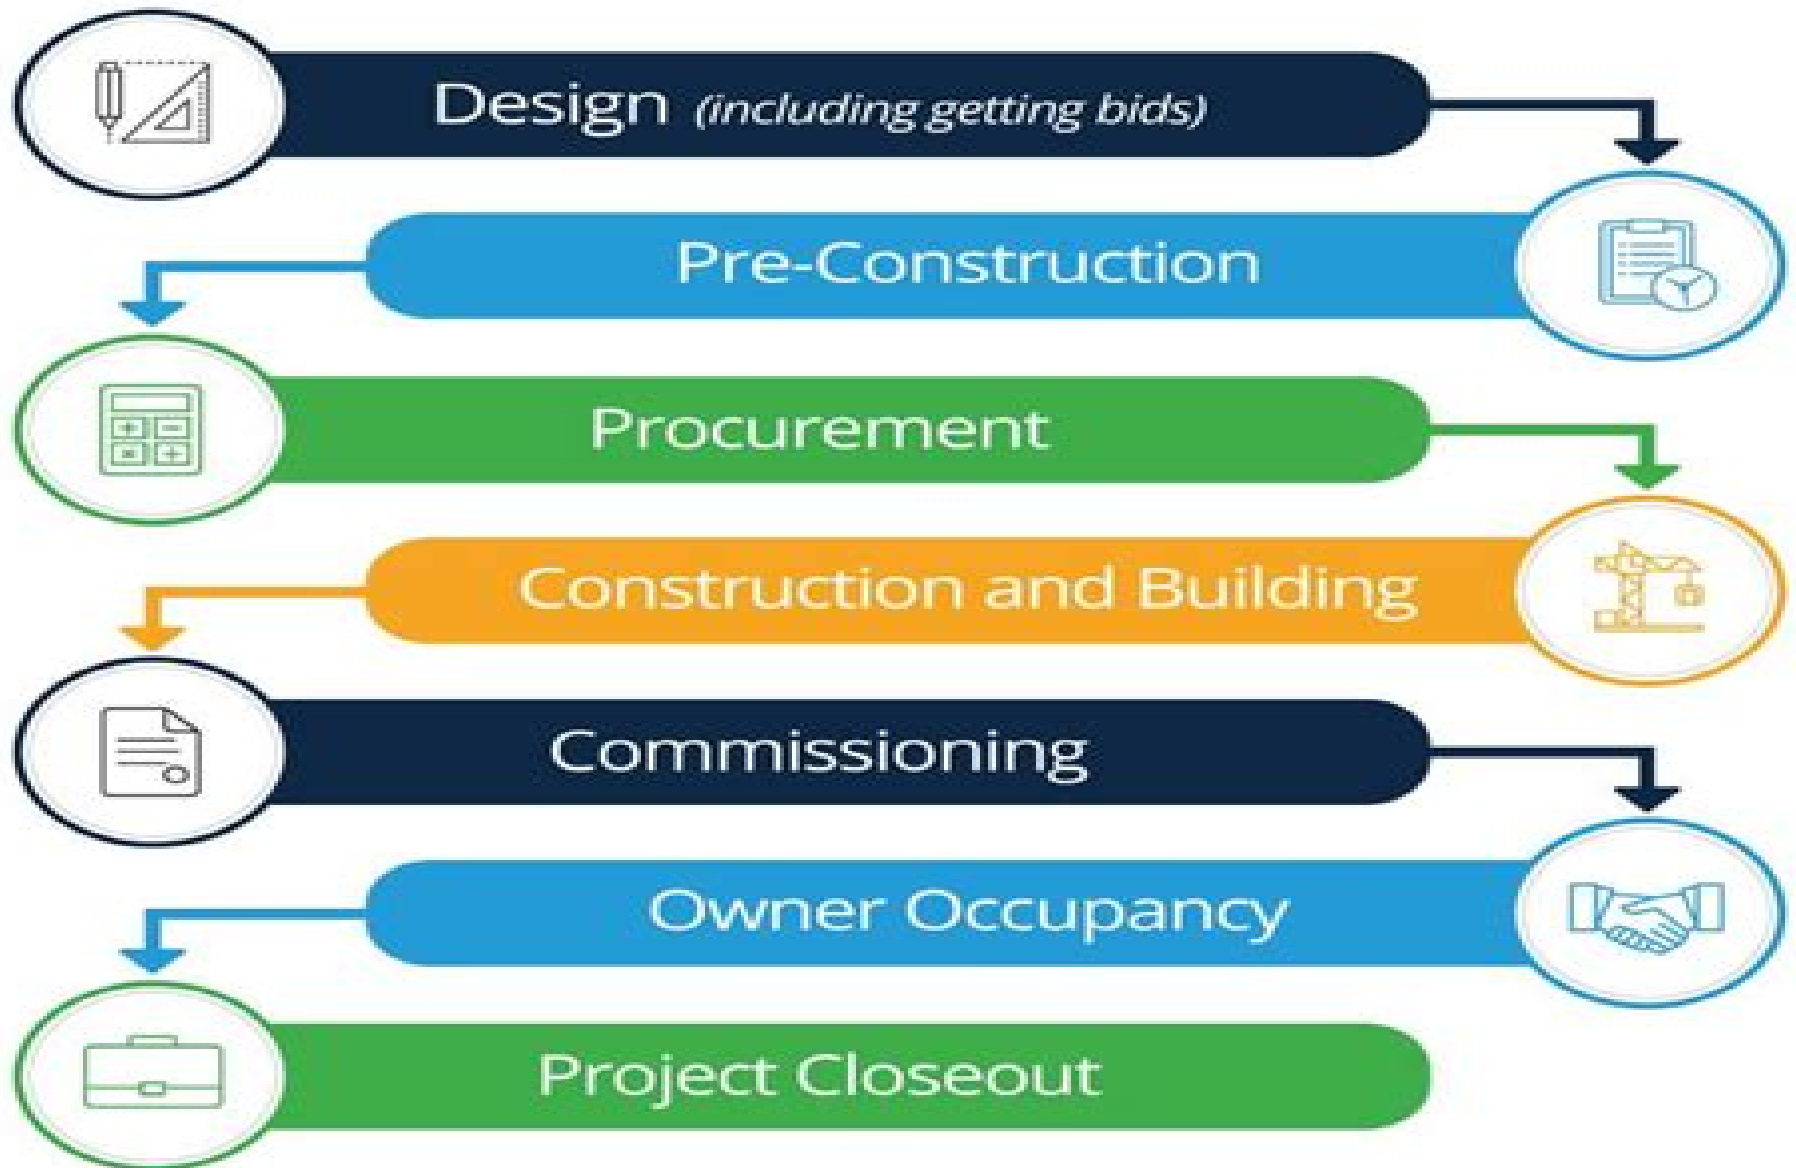 Design (including getting bids)
Pre-Construction
Procurement
Construction and Building
Commissioning
Owner Occupancy
Project Closeout